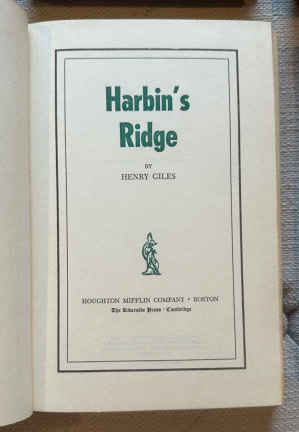 Harbin's
Ridge
BY
HENRY GILES
HOUGHTON MIFFLIN COMPANY • BOSTON
The Riverside Press • Cambridge